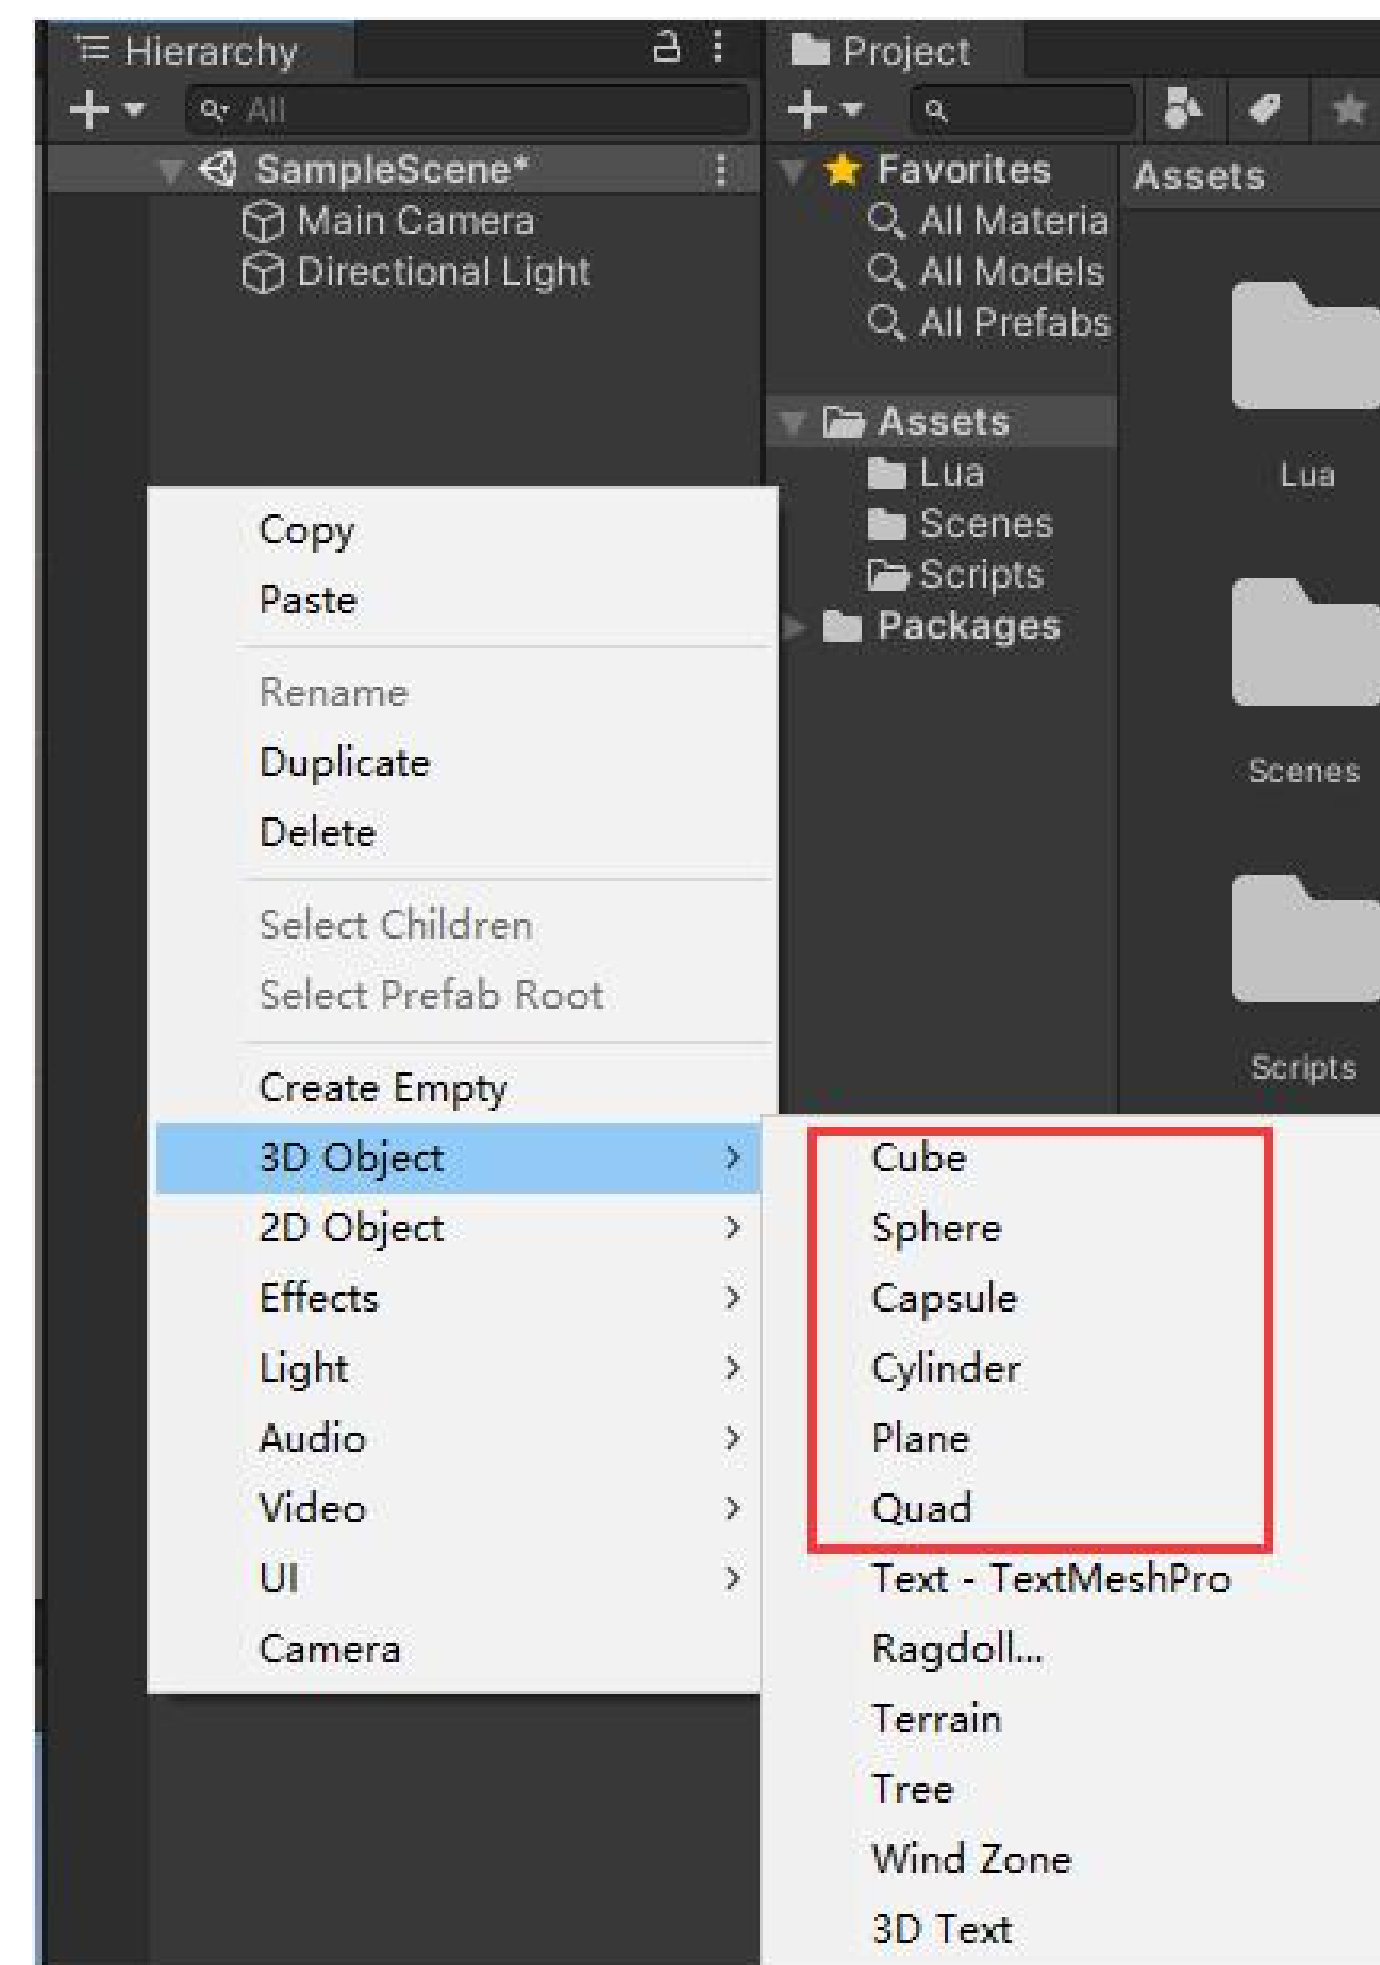 Hierarchy
All
SampleScene*
Main Camera
Directional Light
Project
Favorites
All Materia
All Models
All Prefabs
Assets
Lua
Scenes
Scripts
Packages
Assets
Lua
Scenes
Scripts
Copy
Paste
Rename
Duplicate
Delete
Select Children
Select Prefab Root
Create Empty
3D Object
2D Object
Effects
Light
Audio
Video
UI
Camera
Cube
Sphere
Capsule
Cylinder
Plane
Quad
Text - TextMeshPro
Ragdoll...
Terrain
Tree
Wind Zone
3D Text